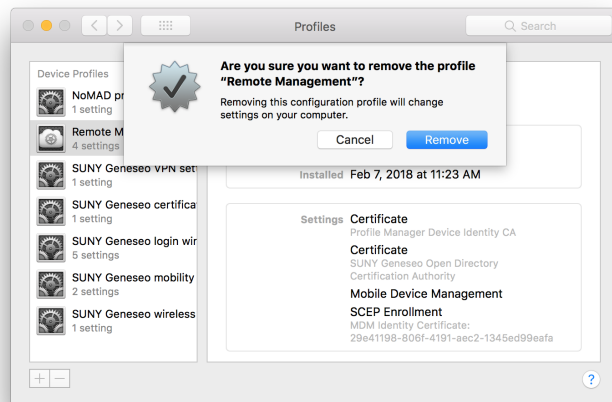 Profiles
Search
Are you sure you want to remove the profile
“Remote Management”?
Removing this configuration profile will change
settings on your computer.
Cancel
Remove
Device Profiles
NoMAD pr
1 setting
Remote M
4 settings
SUNY Geneseo VPN set
1 setting
SUNY Geneseo certifica
1 setting
SUNY Geneseo login wir
5 settings
SUNY Geneseo mobility
2 settings
SUNY Geneseo wireless
1 setting
Installed Feb 7, 2018 at 11:23 AM
Settings Certificate
Profile Manager Device Identity CA
Certificate
SUNY Geneseo Open Directory
Certification Authority
Mobile Device Management
SCEP Enrollment
MDM Identity Certificate:
29e41198-806f-4191-aec2-1345ed99eafa
+ −
?